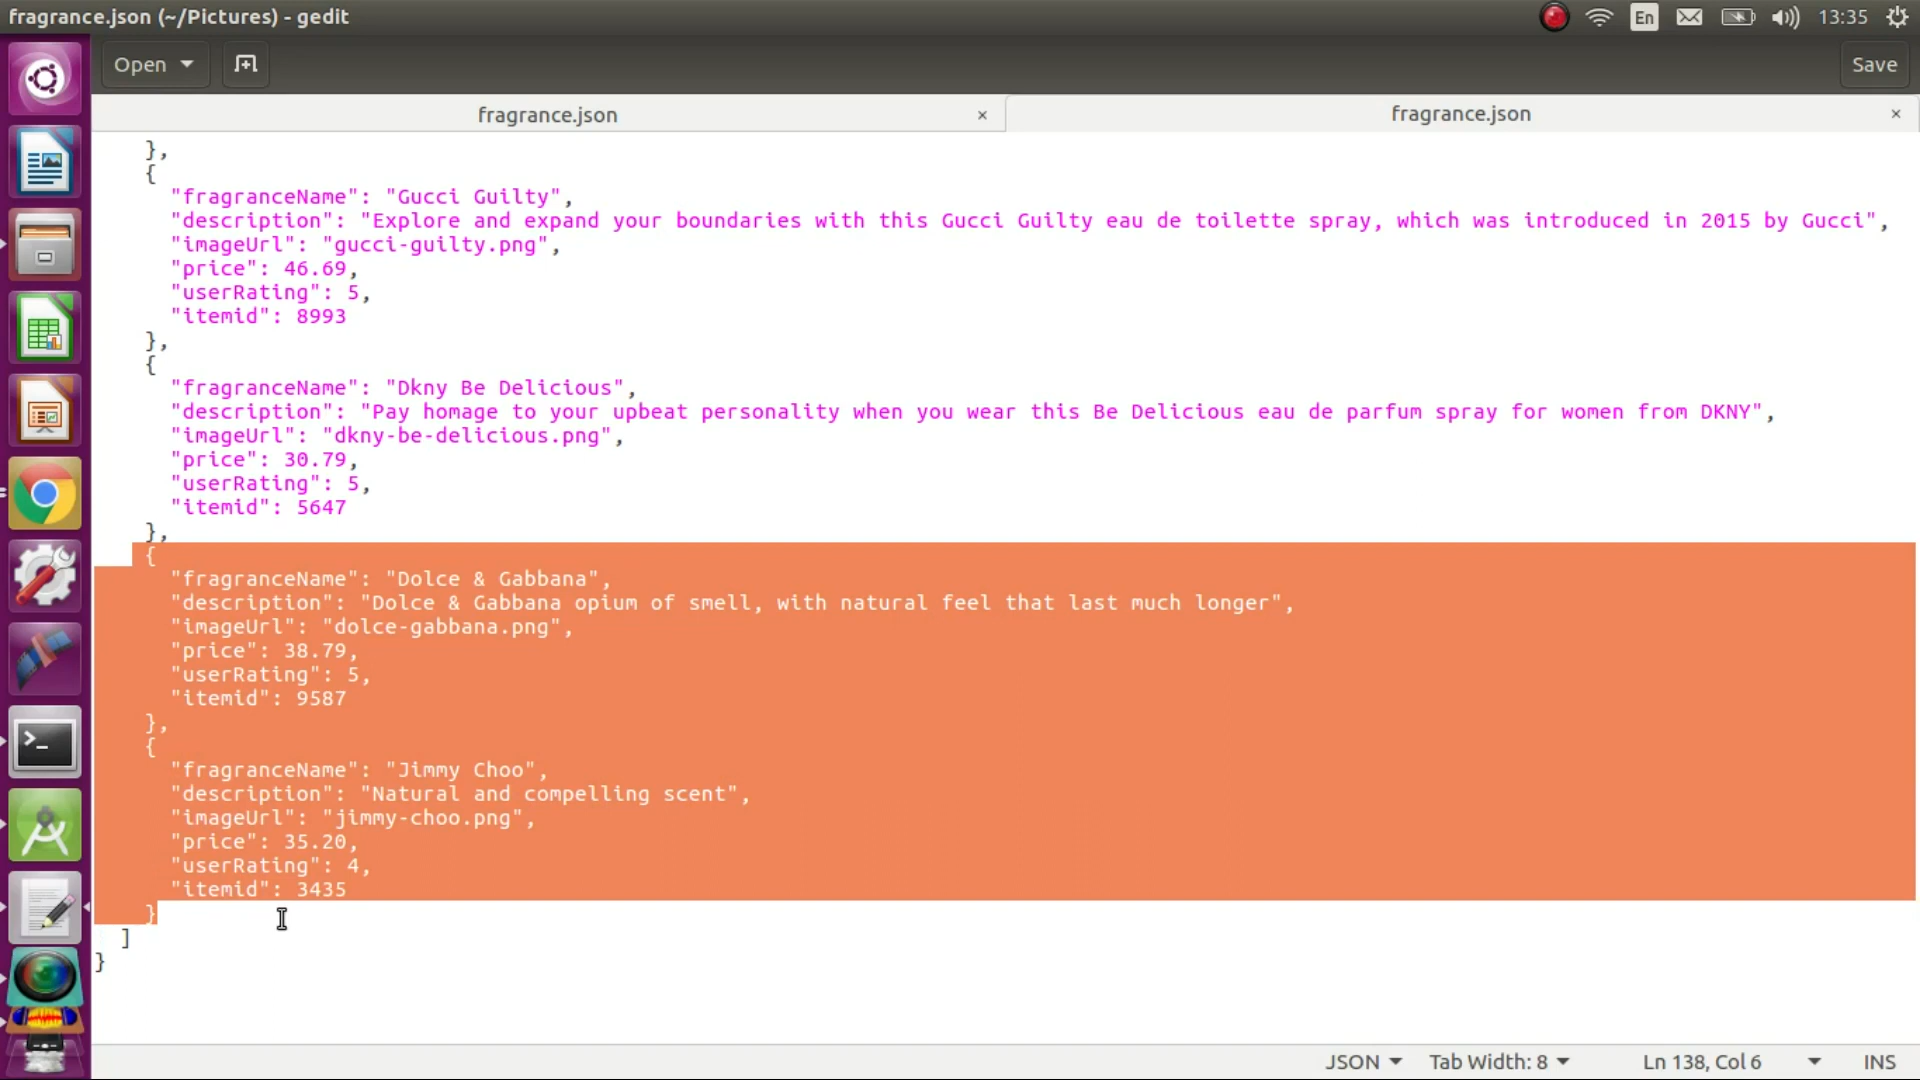 fragrance.json (~/Pictures) - gedit
En
13:35
Open
Save
fragrance.json ×
fragrance.json ×
},
{
"fragranceName": "Gucci Guilty",
"description": "Explore and expand your boundaries with this Gucci Guilty eau de toilette spray, which was introduced in 2015 by Gucci",
"imageUrl": "gucci-guilty.png",
"price": 46.69,
"userRating": 5,
"itemid": 8993
},
{
"fragranceName": "Dkny Be Delicious",
"description": "Pay homage to your upbeat personality when you wear this Be Delicious eau de parfum spray for women from DKNY",
"imageUrl": "dkny-be-delicious.png",
"price": 30.79,
"userRating": 5,
"itemid": 5647
},
{
"fragranceName": "Dolce & Gabbana",
"description": "Dolce & Gabbana opium of smell, with natural feel that last much longer",
"imageUrl": "dolce-gabbana.png",
"price": 38.79,
"userRating": 5,
"itemid": 9587
},
{
"fragranceName": "Jimmy Choo",
"description": "Natural and compelling scent",
"imageUrl": "jimmy-choo.png",
"price": 35.20,
"userRating": 4,
"itemid": 3435
}
]
}
JSON
Tab Width: 8
Ln 138, Col 6
INS